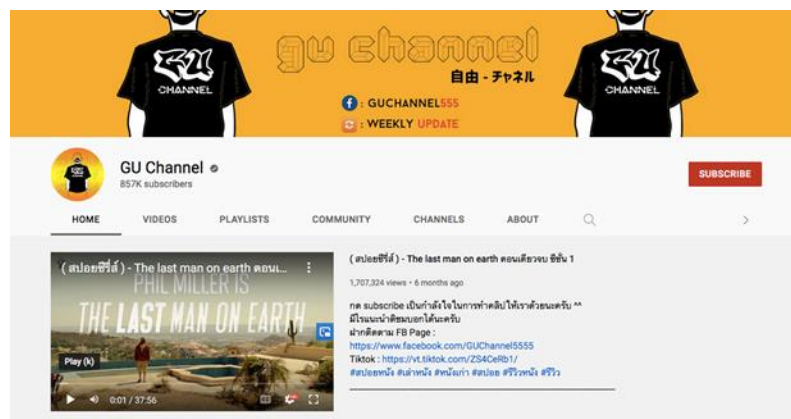 GU
CHANNEL
gu channel
自由 - チャネル
: GUCHANNEL555
: WEEKLY UPDATE
GU
CHANNEL
GU Channel
857K subscribers
SUBSCRIBE
HOME VIDEOS PLAYLISTS COMMUNITY CHANNELS ABOUT
( สปอยซีรี่ส์ ) - The last man on earth ตอนเ...
PHIL MILLER IS
THE LAST MAN ON EARTH
Play (k)
0:01 / 37:56
( สปอยซีรี่ส์ ) - The last man on earth ตอนเดียวจบ ซีซั่น 1
1,707,324 views • 6 months ago
กด subscribe เป็นกำลังใจในการทำคลิปให้เราด้วยนะครับ ^^
มีไรแนะนำติชมบอกได้นะครับ
ฝากติดตาม FB Page :
https://www.facebook.com/GUChannel5555
Tiktok : https://vt.tiktok.com/ZS4CeRb1/
#สปอยหนัง #เล่าหนัง #หนังเก่า #สปอย #รีวิวหนัง #รีวิว